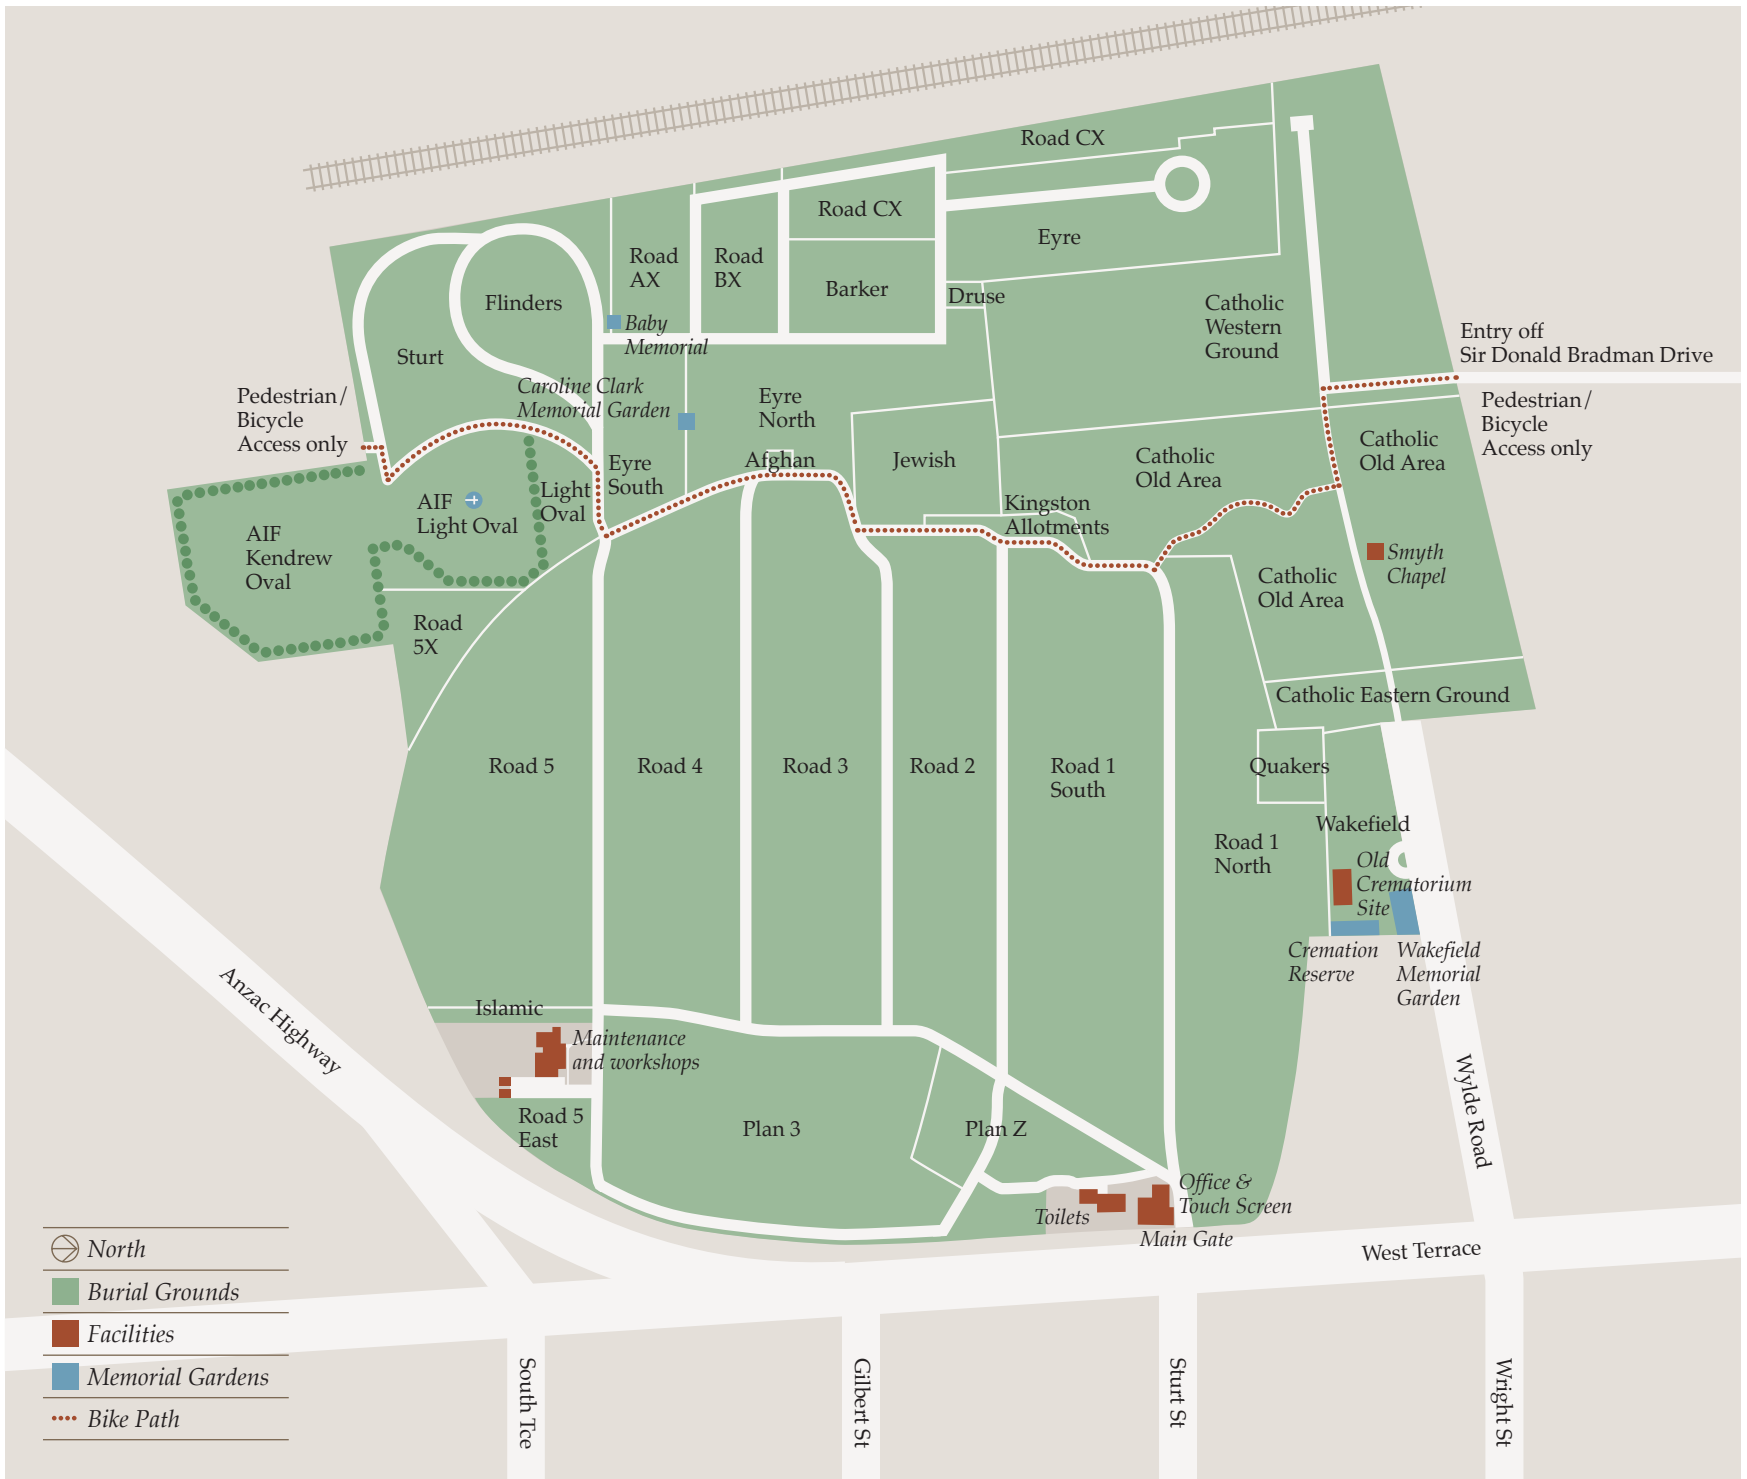 Road CX
Road CX
Eyre
Road
AX
Road
BX
Barker
Druse
Flinders
Catholic
Western
Ground
Baby
Memorial
Sturt
Entry off
Sir Donald Bradman Drive
Pedestrian/
Bicycle
Access only
Caroline Clark
Memorial Garden
Eyre
North
Pedestrian/
Bicycle
Access only
Afghan
Jewish
Catholic
Old Area
Catholic
Old Area
Eyre
South
Light
Oval
AIF
Light Oval
Kingston
Allotments
AIF
Kendrew
Oval
Smyth
Chapel
Catholic
Old Area
Road
5X
Catholic Eastern Ground
Road 5
Road 4
Road 3
Road 2
Road 1
South
Quakers
Wakefield
Road 1
North
Old
Crematorium
Site
Cremation
Reserve
Wakefield
Memorial
Garden
Anzac Highway
Islamic
Maintenance
and workshops
Wylde Road
Road 5
East
Plan 3
Plan Z
Office &
Touch Screen
Toilets
Main Gate
West Terrace
North
Burial Grounds
Facilities
Memorial Gardens
Bike Path
South Tce
Gilbert St
Sturt St
Wright St